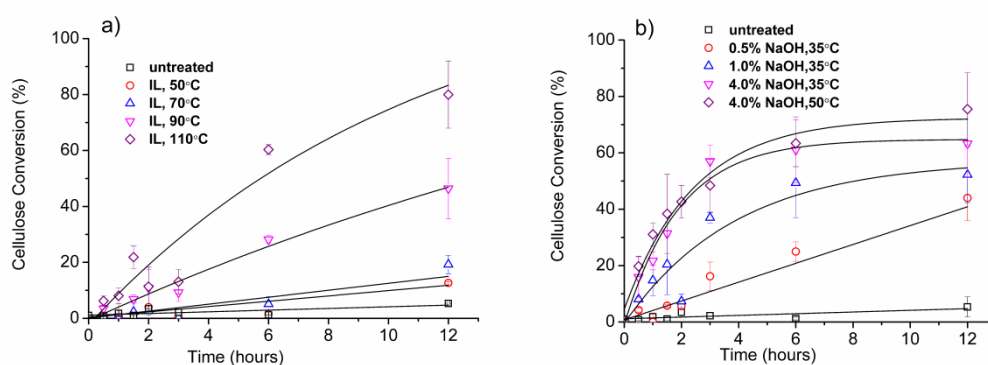 a)
untreated
IL, 50°C
IL, 70°C
IL, 90°C
IL, 110°C
Cellulose Conversion (%)
100
80
60
40
20
0
0 2 4 6 8 10 12
Time (hours)
b)
untreated
0.5% NaOH,35°C
1.0% NaOH,35°C
4.0% NaOH,35°C
4.0% NaOH,50°C
Cellulose Conversion (%)
100
80
60
40
20
0
0 2 4 6 8 10 12
Time (hours)